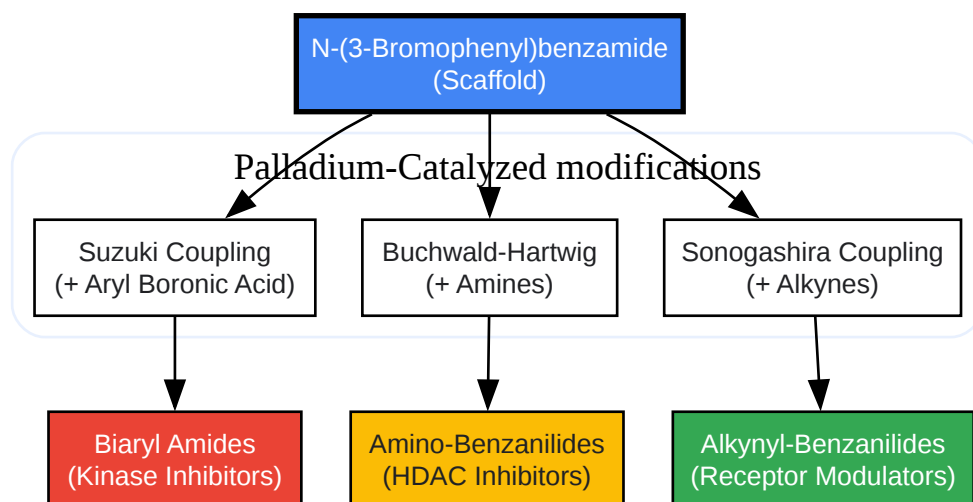 N-(3-Bromophenyl)benzamide
(Scaffold)
Palladium-Catalyzed modifications
Suzuki Coupling
(+ Aryl Boronic Acid)
Buchwald-Hartwig
(+ Amines)
Sonogashira Coupling
(+ Alkynes)
Biaryl Amides
(Kinase Inhibitors)
Amino-Benzanilides
(HDAC Inhibitors)
Alkynyl-Benzanilides
(Receptor Modulators)